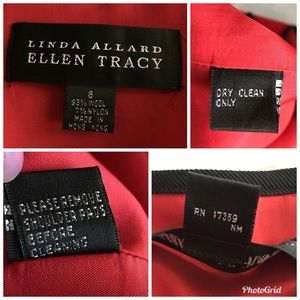 LINDA ALLARD
ELLEN TRACY
8
93% WOOL
7% NYLON
MADE IN
HONG KONG
DRY CLEAN
ONLY
PLEASE REMOVE
SHOULDER PADS
BEFORE
CLEANING
RN 47359
NM
PhotoGrid